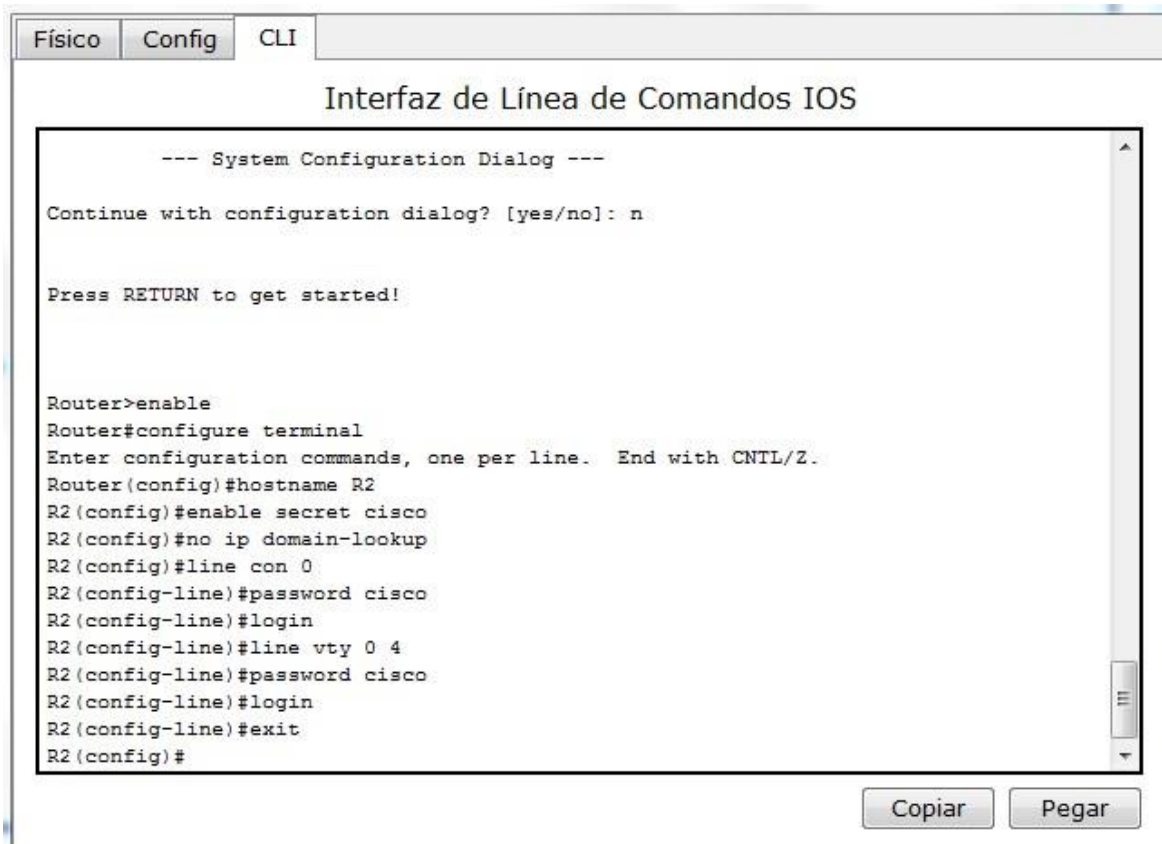 Físico Config CLI
Interfaz de Línea de Comandos IOS
--- System Configuration Dialog ---
Continue with configuration dialog? [yes/no]: n
Press RETURN to get started!
Router>enable
Router#configure terminal
Enter configuration commands, one per line.  End with CNTL/Z.
Router(config)#hostname R2
R2(config)#enable secret cisco
R2(config)#no ip domain-lookup
R2(config)#line con 0
R2(config-line)#password cisco
R2(config-line)#login
R2(config-line)#line vty 0 4
R2(config-line)#password cisco
R2(config-line)#login
R2(config-line)#exit
R2(config)#
Copiar Pegar